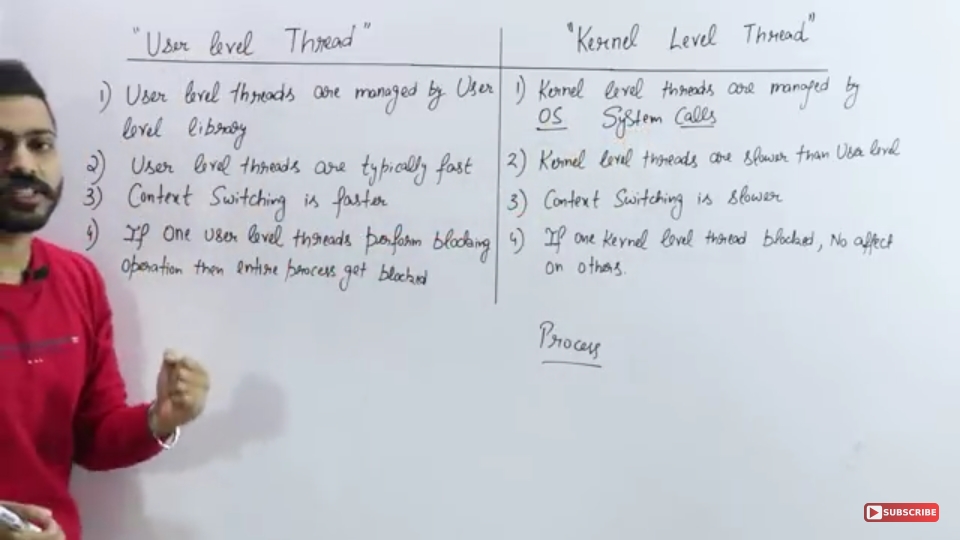 "User level Thread"
1) User level threads are managed by User
level library
2) User level threads are typically fast
3) Context Switching is faster
4) If one user level threads perform blocking
operation then entire process get blocked
"Kernel Level Thread"
1) Kernel level threads are managed by
OS System Calls
2) Kernel level threads are slower than User level
3) Context Switching is slower
4) If one Kernel level thread blocked, No affect
on others.
Process
SUBSCRIBE